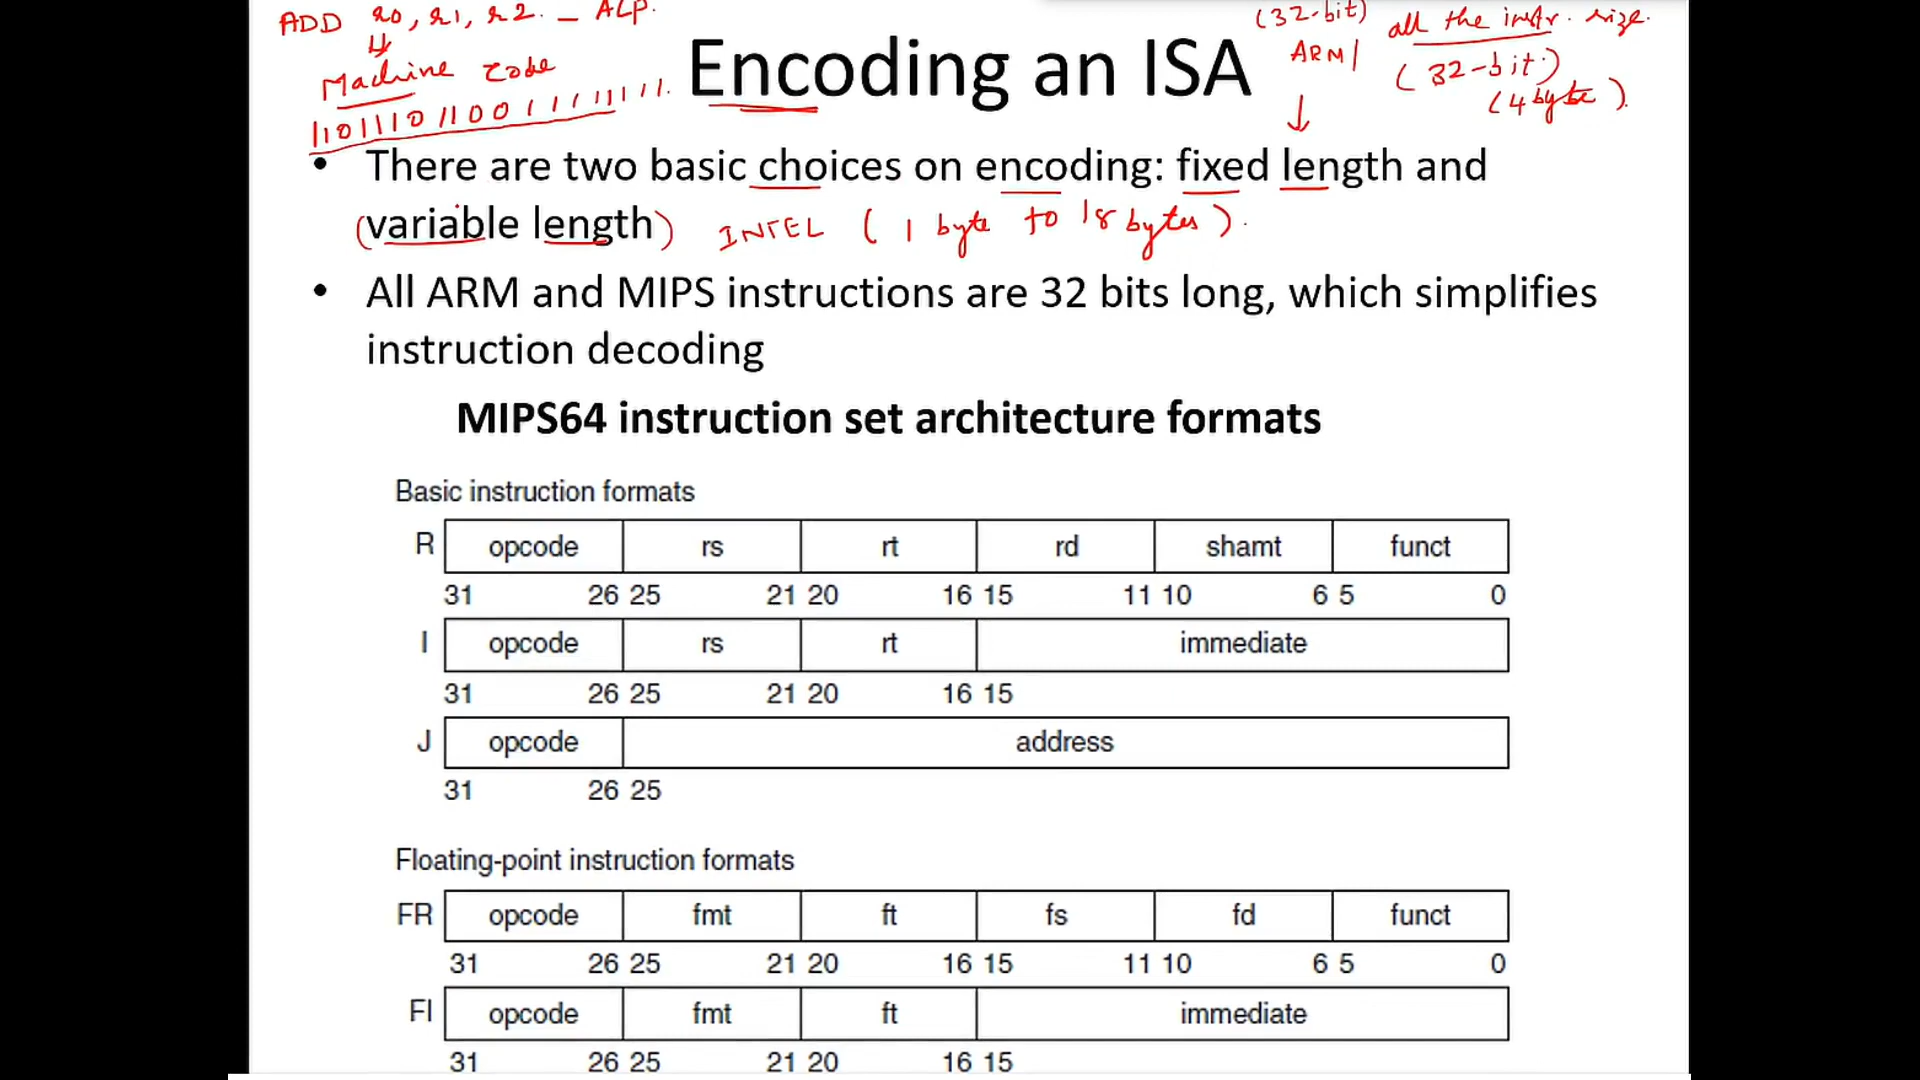 ADD r0, r1, r2. — ALP.
(32-bit) all the instr. size.
Machine Code
Encoding an ISA
ARM/
(32-bit)
(4 byte).
• There are two basic choices on encoding: fixed length and
(variable length) INTEL (1 byte to 18 bytes).
• All ARM and MIPS instructions are 32 bits long, which simplifies
instruction decoding
MIPS64 instruction set architecture formats
Basic instruction formats
R opcode rs rt rd shamt funct
31 26 25 21 20 16 15 11 10 6 5 0
I opcode rs rt immediate
31 26 25 21 20 16 15
J opcode address
31 26 25
Floating-point instruction formats
FR opcode fmt ft fs fd funct
31 26 25 21 20 16 15 11 10 6 5 0
FI opcode fmt ft immediate
31 26 25 21 20 16 15